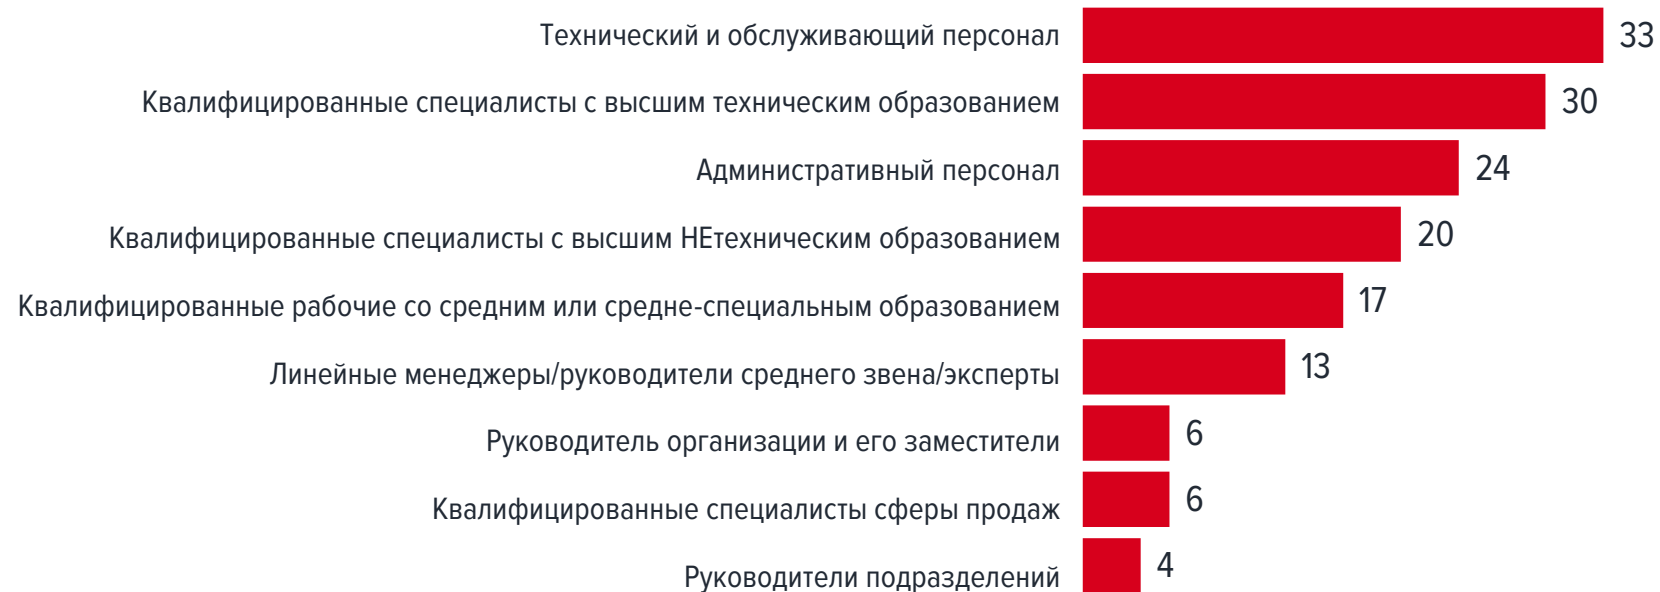 Технический и обслуживающий персонал 33
Квалифицированные специалисты с высшим техническим образованием 30
Административный персонал 24
Квалифицированные специалисты с высшим НЕтехническим образованием 20
Квалифицированные рабочие со средним или средне-специальным образованием 17
Линейные менеджеры/руководители среднего звена/эксперты 13
Руководитель организации и его заместители 6
Квалифицированные специалисты сферы продаж 6
Руководители подразделений 4